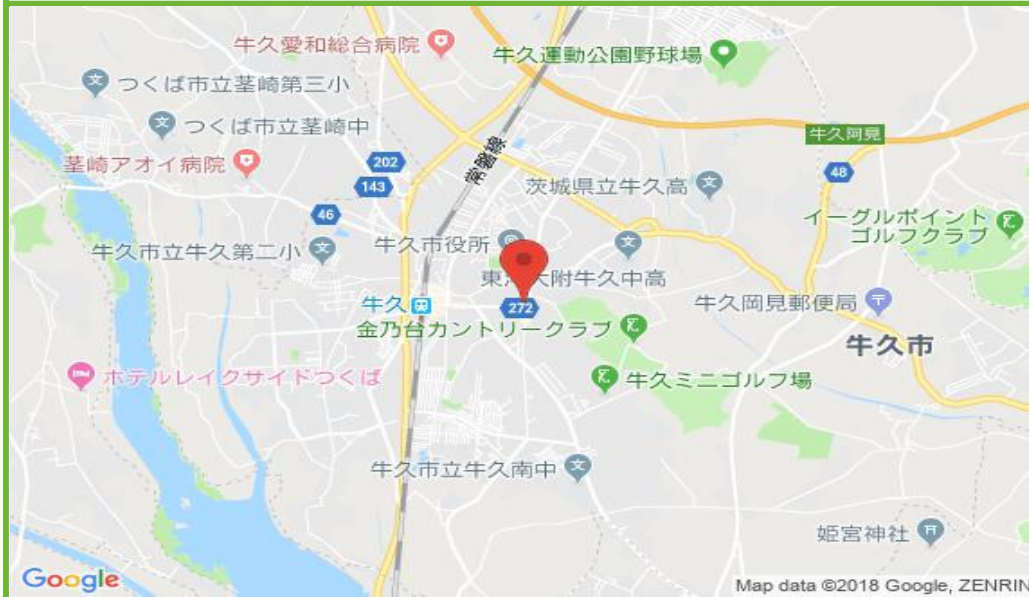 牛久愛和総合病院
牛久運動公園野球場
つくば市立茎崎第三小
つくば市立茎崎中
常磐線
牛久阿見
茎崎アオイ病院
202
茨城県立牛久高
48
143
46
イーグルポイント
ゴルフクラブ
牛久市役所
牛久市立牛久第二小
東
大附牛久中高
牛久
272
牛久岡見郵便局
金乃台カントリークラブ
牛久市
ホテルレイクサイドつくば
牛久ミニゴルフ場
牛久市立牛久南中
姫宮神社
Google
Map data ©2018 Google, ZENRIN